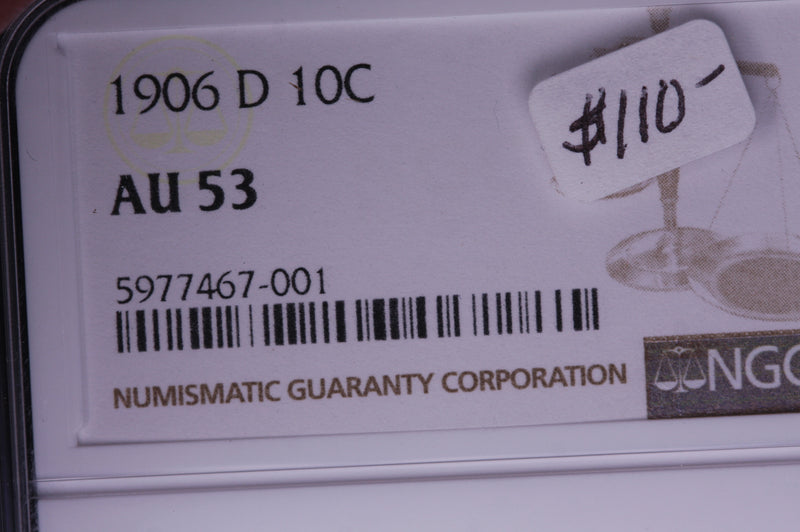 1906 D 10C
$110-
AU 53
5977467-001
NUMISMATIC GUARANTY CORPORATION
NGC